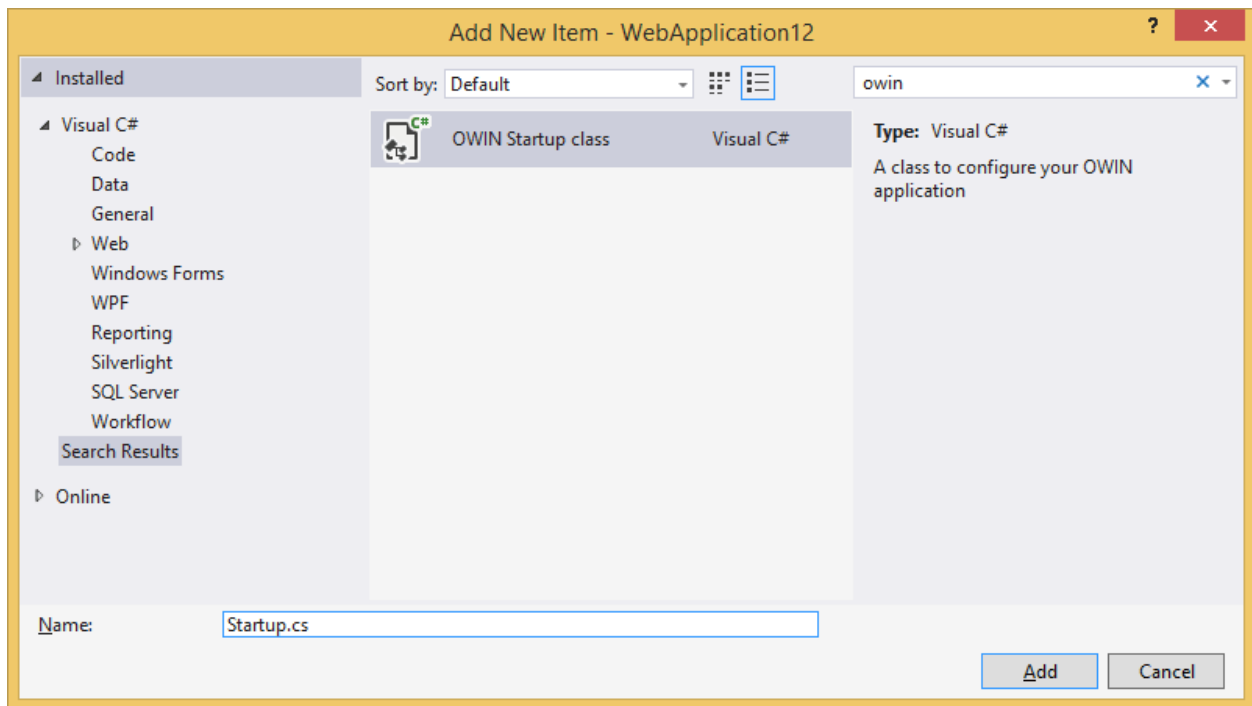 Add New Item - WebApplication12
?
Installed
Sort by: Default
owin
Visual C#
Code
Data
General
Web
Windows Forms
WPF
Reporting
Silverlight
SQL Server
Workflow
Search Results
Online
C#
OWIN Startup class Visual C#
Type: Visual C#
A class to configure your OWIN
application
Name: Startup.cs
Add Cancel